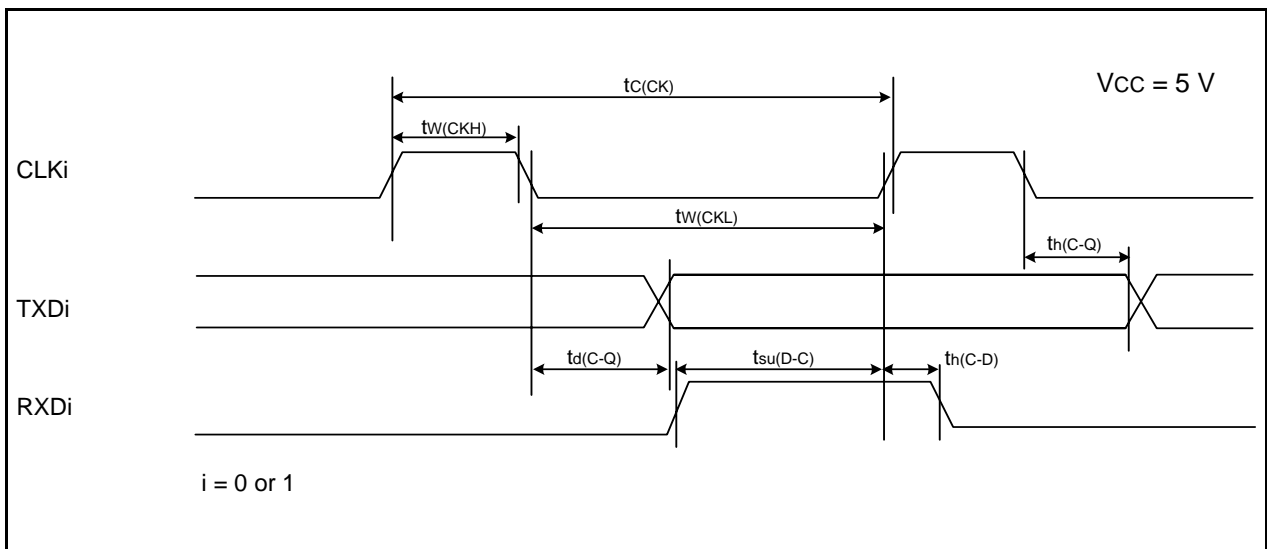 tC(CK)
VCC = 5 V
tW(CKH)
CLKi
tW(CKL)
th(C-Q)
TXDi
td(C-Q)
tsu(D-C)
th(C-D)
RXDi
i = 0 or 1